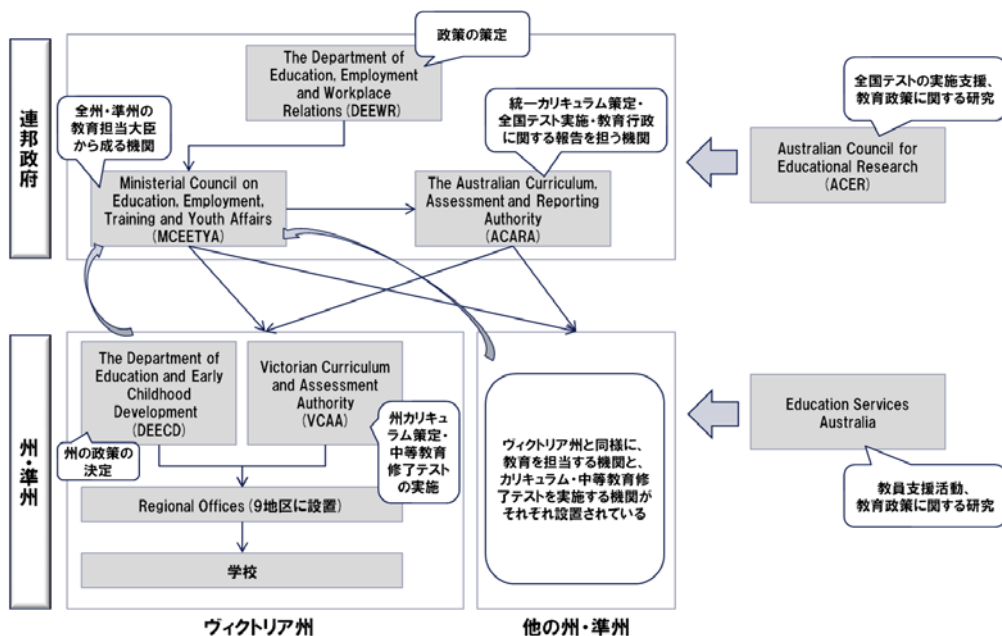 連邦政府
政策の策定
The Department of
Education, Employment
and Workplace
Relations (DEEWR)
全州・準州の
教育担当大臣
から成る機関
統一カリキュラム策定・
全国テスト実施・教育行政
に関する報告を担う機関
Ministerial Council on
Education, Employment,
Training and Youth Affairs
(MCEETYA)
The Australian Curriculum,
Assessment and Reporting
Authority
(ACARA)
全国テストの実施支援、
教育政策に関する研究
Australian Council for
Educational Research
(ACER)
州・準州
The Department of
Education and Early
Childhood
Development
(DEECD)
Victorian Curriculum
and Assessment
Authority
(VCAA)
州の政策の
決定
州カリキュ
ラム策定・
中等教育
修了テスト
の実施
Regional Offices (9地区に設置)
学校
ヴィクトリア州と同様に、
教育を担当する機関と、
カリキュラム・中等教育修
了テストを実施する機関が
それぞれ設置されている
Education Services
Australia
教員支援活動、
教育政策に関する研究
ヴィクトリア州
他の州・準州